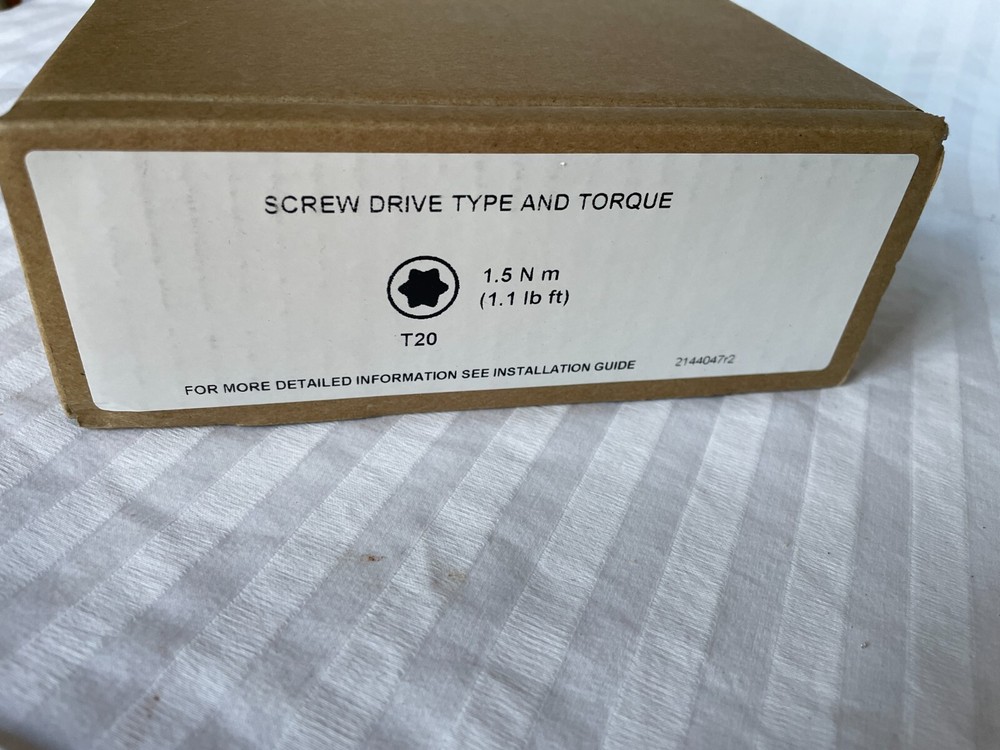 SCREW DRIVE TYPE AND TORQUE
1.5 N m
(1.1 lb ft)
T20
FOR MORE DETAILED INFORMATION SEE INSTALLATION GUIDE 2144047r2